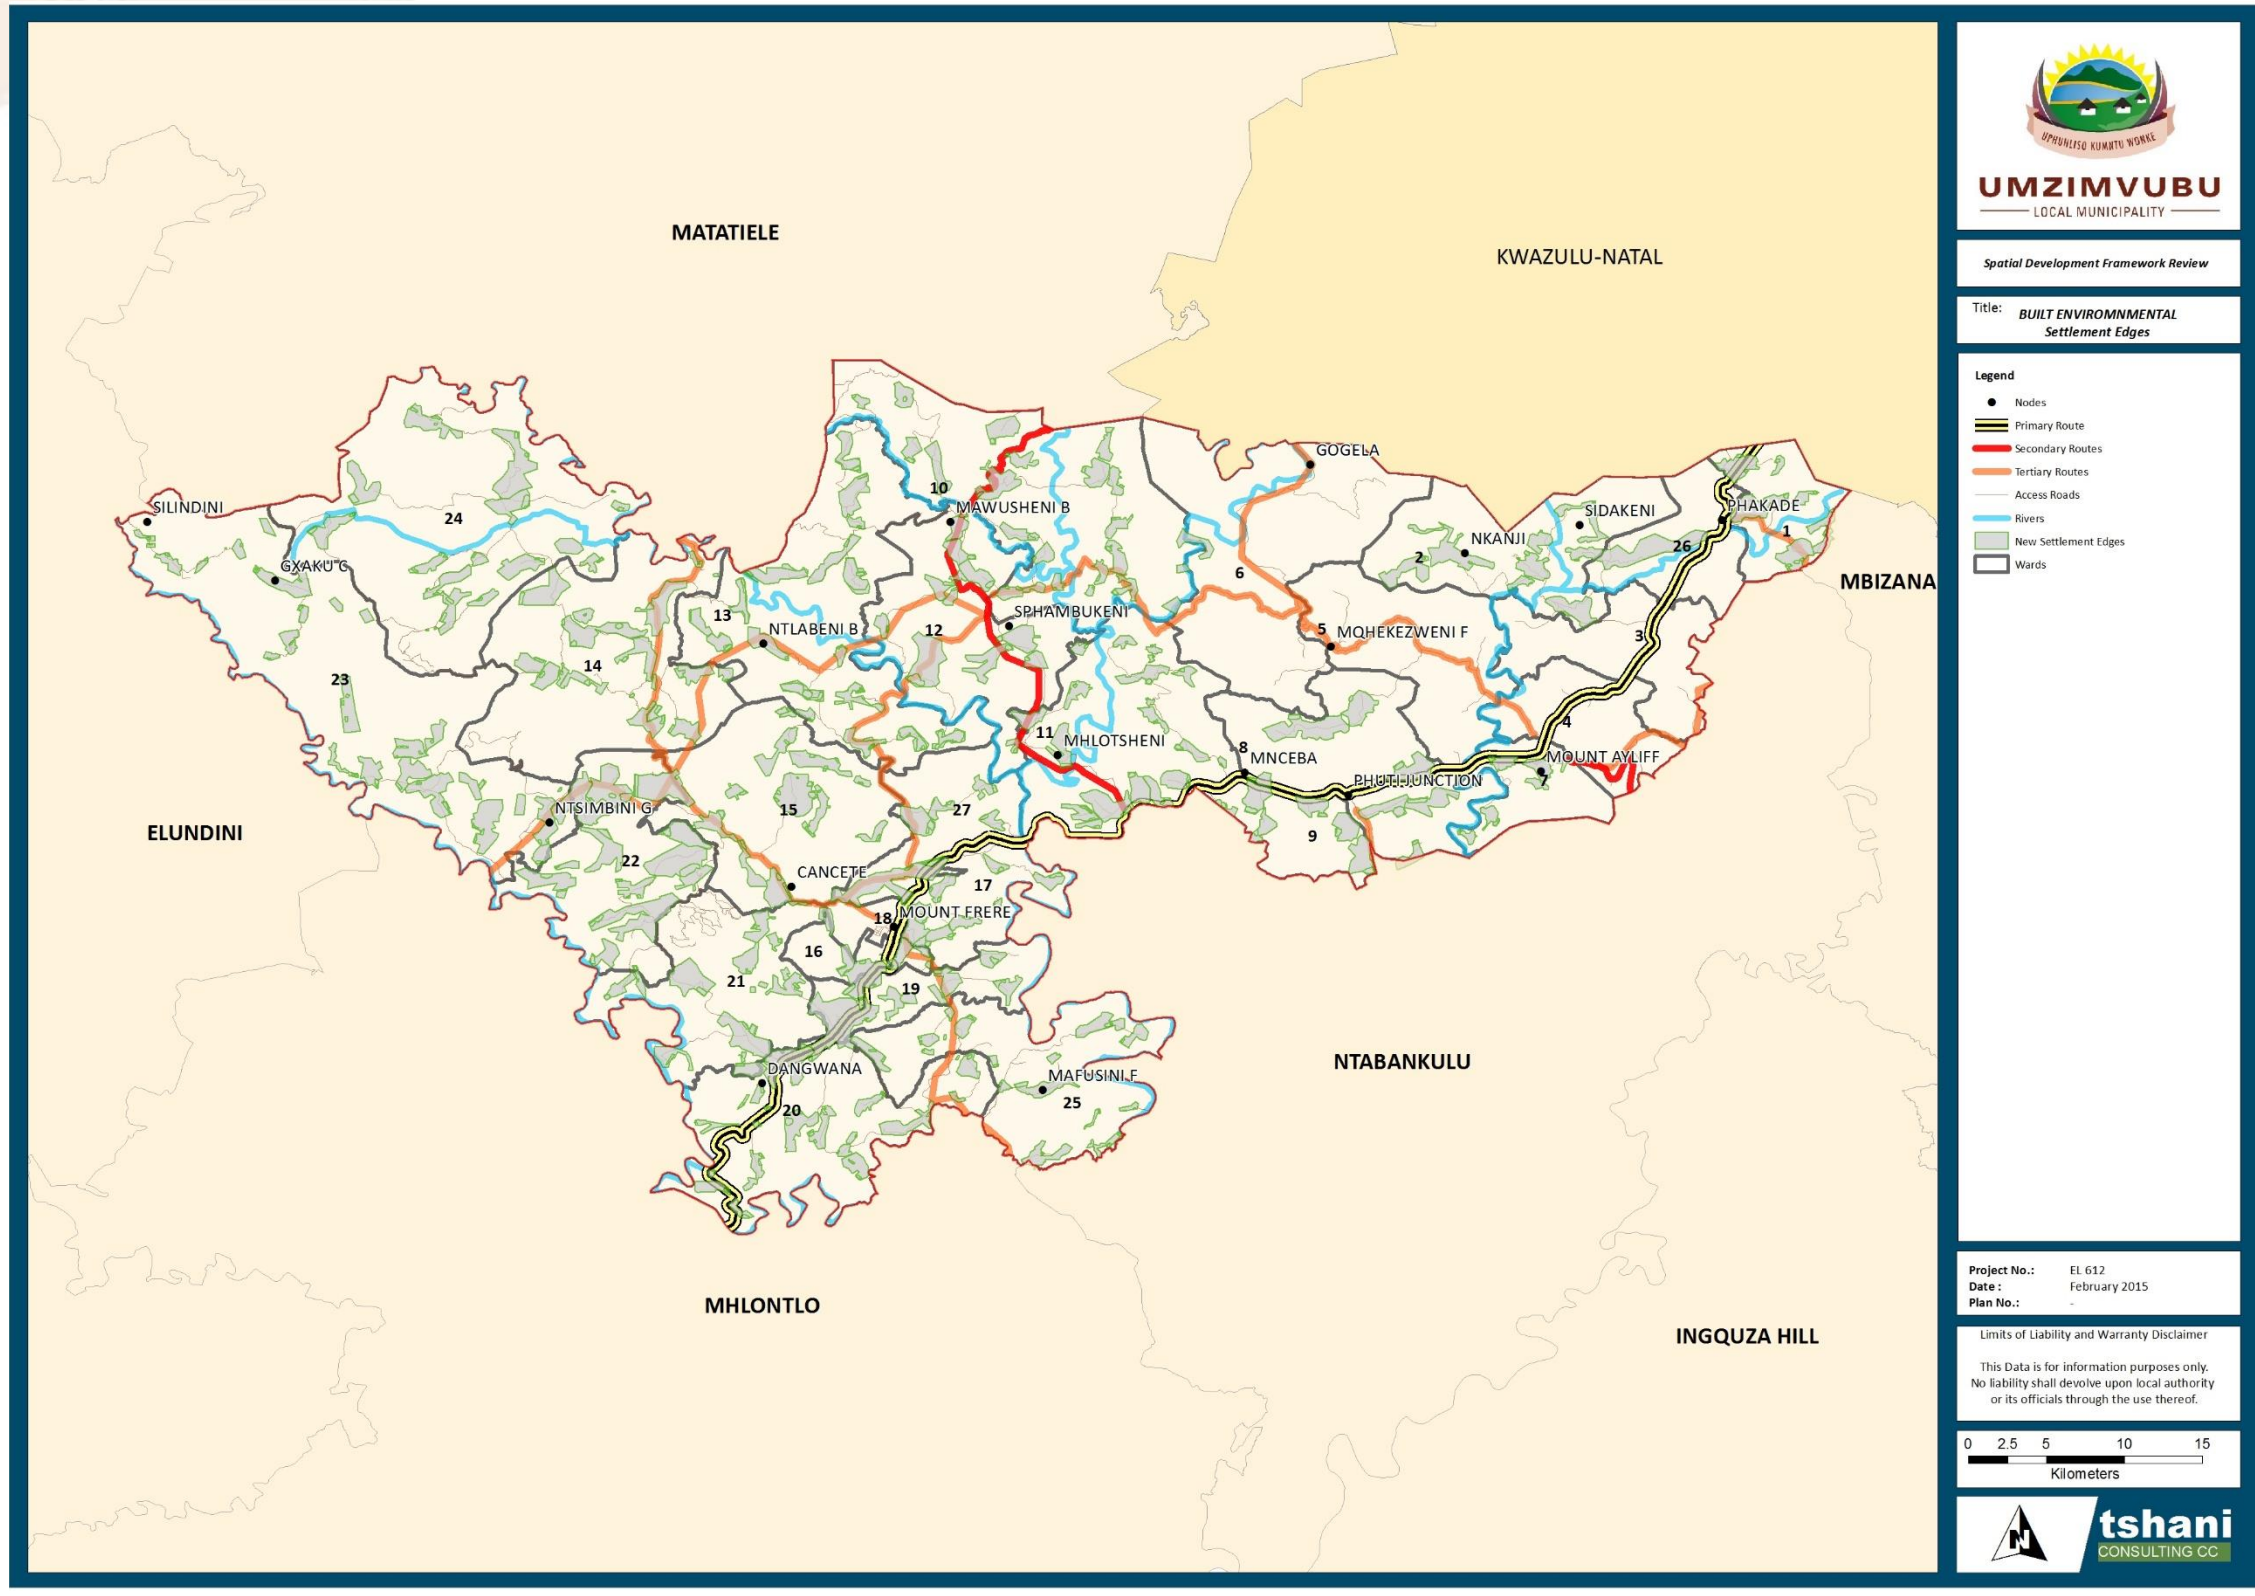 MATATIELE
KWAZULU-NATAL
GOGELA
SILINDINI
24
10
MAWUSHENI B
SIDAKENI
PHAKADE
26
1
NKANJI
2
GXAKU C
6
MBIZANA
13
NTLABENI B
12
SPHAMBUKENI
5
MQHEKEZWENI F
3
14
23
4
11
MHLOTSHENI
8
MNCEBA
MOUNT AYLIFF
PHUTI JUNCTION
7
NTSIMBINI G
15
27
ELUNDINI
9
22
CANCETE
17
18
MOUNT FRERE
16
21
19
NTABANKULU
DANGWANA
MAFUSINI F
20
25
MHLONTLO
INGQUZA HILL
UPHUHLISO KUMNTU WONKE
UMZIMVUBU
LOCAL MUNICIPALITY
Spatial Development Framework Review
Title: BUILT ENVIROMNMENTAL
Settlement Edges
Legend
Nodes
Primary Route
Secondary Routes
Tertiary Routes
Access Roads
Rivers
New Settlement Edges
Wards
Project No.: EL 612
Date : February 2015
Plan No.: -
Limits of Liability and Warranty Disclaimer
This Data is for information purposes only.
No liability shall devolve upon local authority
or its officials through the use thereof.
0 2.5 5 10 15
Kilometers
N
tshani
CONSULTING CC